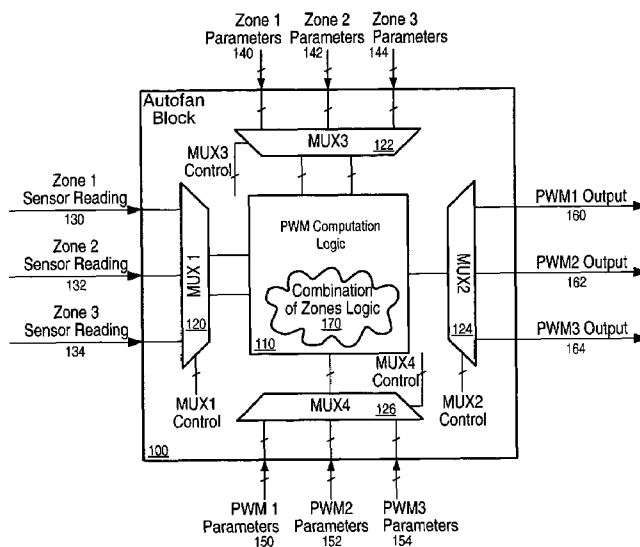 Zone 1 Parameters 140
Zone 2 Parameters 142
Zone 3 Parameters 144
Autofan Block
MUX3 122
MUX3 Control
Zone 1 Sensor Reading 130
Zone 2 Sensor Reading 132
Zone 3 Sensor Reading 134
MUX 1 120
MUX1 Control
PWM Computation Logic
Combination of Zones Logic 170
110
MUX2 124
MUX2 Control
PWM1 Output 160
PWM2 Output 162
PWM3 Output 164
MUX4 Control
MUX4 126
100
PWM 1 Parameters 150
PWM2 Parameters 152
PWM3 Parameters 154